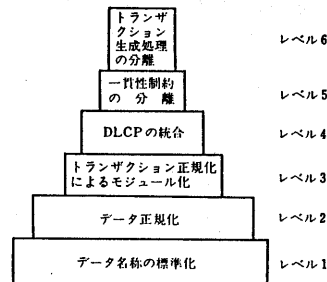 トランザ
クション
生成処理
の分離
レベル6
一貫性制約
の分離
レベル5
DLCPの統合
レベル4
トランザクション正規化
によるモジュール化
レベル3
データ正規化
レベル2
データ名称の標準化
レベル1